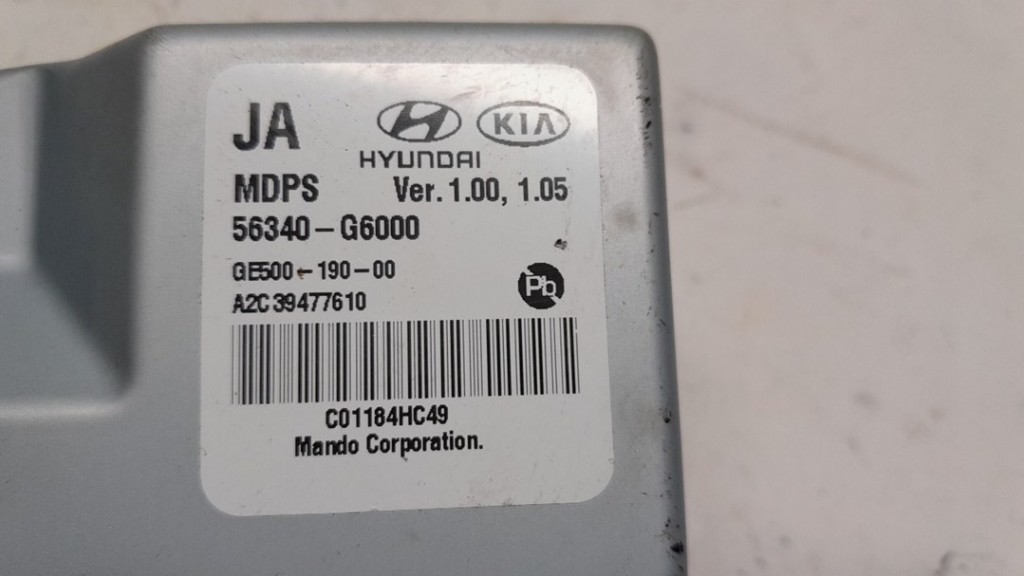 JA KIA
HYUNDAI
MDPS Ver. 1.00, 1.05
56340-G6000
GE500-190-00
Pb
A2C39477610
C01184HC49
Mando Corporation.